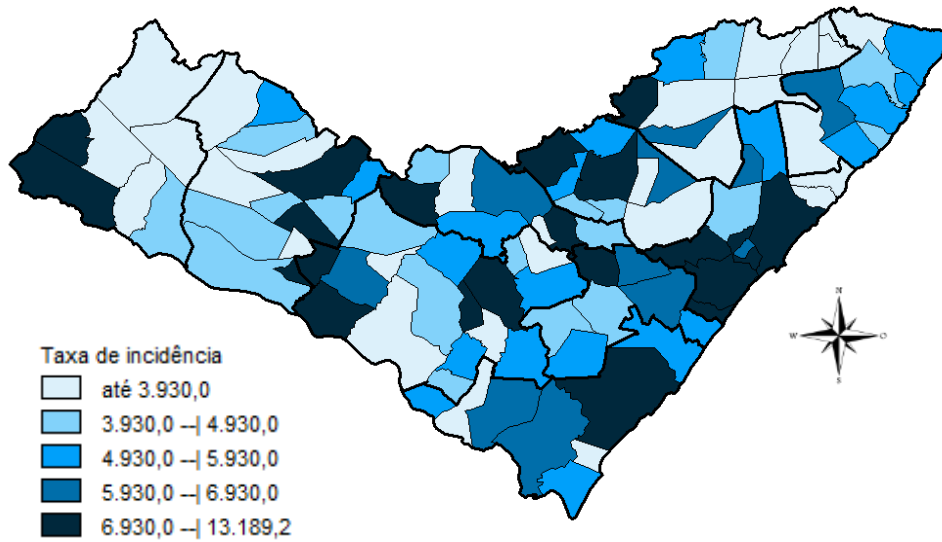 N
W
O
S
Taxa de incidência
até 3.930,0
3.930,0 --| 4.930,0
4.930,0 --| 5.930,0
5.930,0 --| 6.930,0
6.930,0 --| 13.189,2